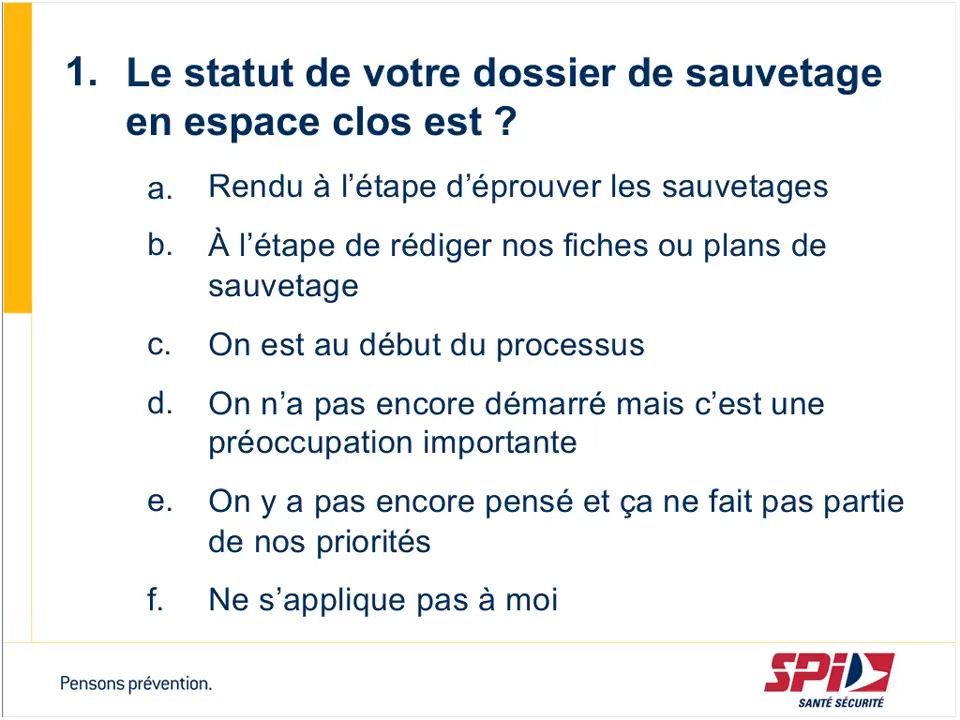 1. Le statut de votre dossier de sauvetage
en espace clos est ?
a. Rendu à l’étape d’éprouver les sauvetages
b. À l’étape de rédiger nos fiches ou plans de
sauvetage
c. On est au début du processus
d. On n’a pas encore démarré mais c’est une
préoccupation importante
e. On y a pas encore pensé et ça ne fait pas partie
de nos priorités
f. Ne s’applique pas à moi
Pensons prévention.
SPI
SANTÉ SÉCURITÉ